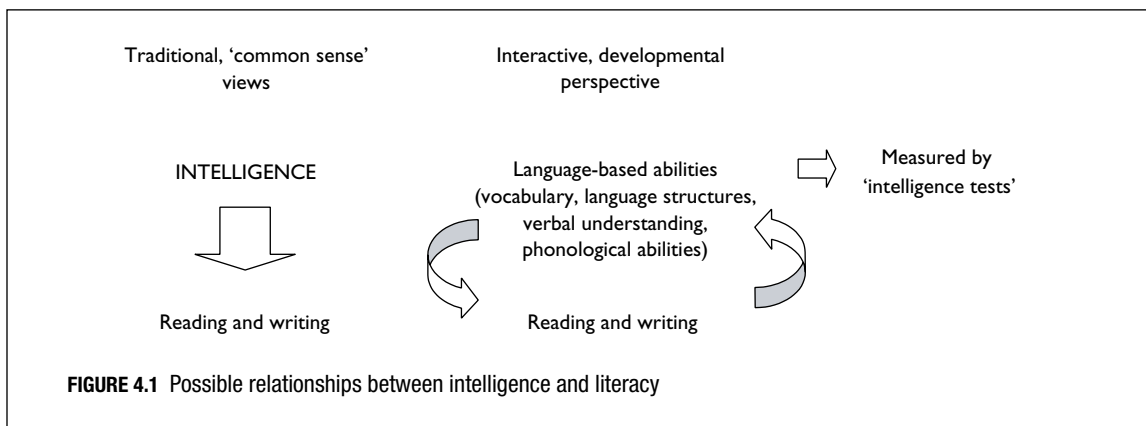 Traditional, ‘common sense’
views
Interactive, developmental
perspective
INTELLIGENCE
Language-based abilities
(vocabulary, language structures,
verbal understanding,
phonological abilities)
Measured by
‘intelligence tests’
Reading and writing
Reading and writing
FIGURE 4.1 Possible relationships between intelligence and literacy